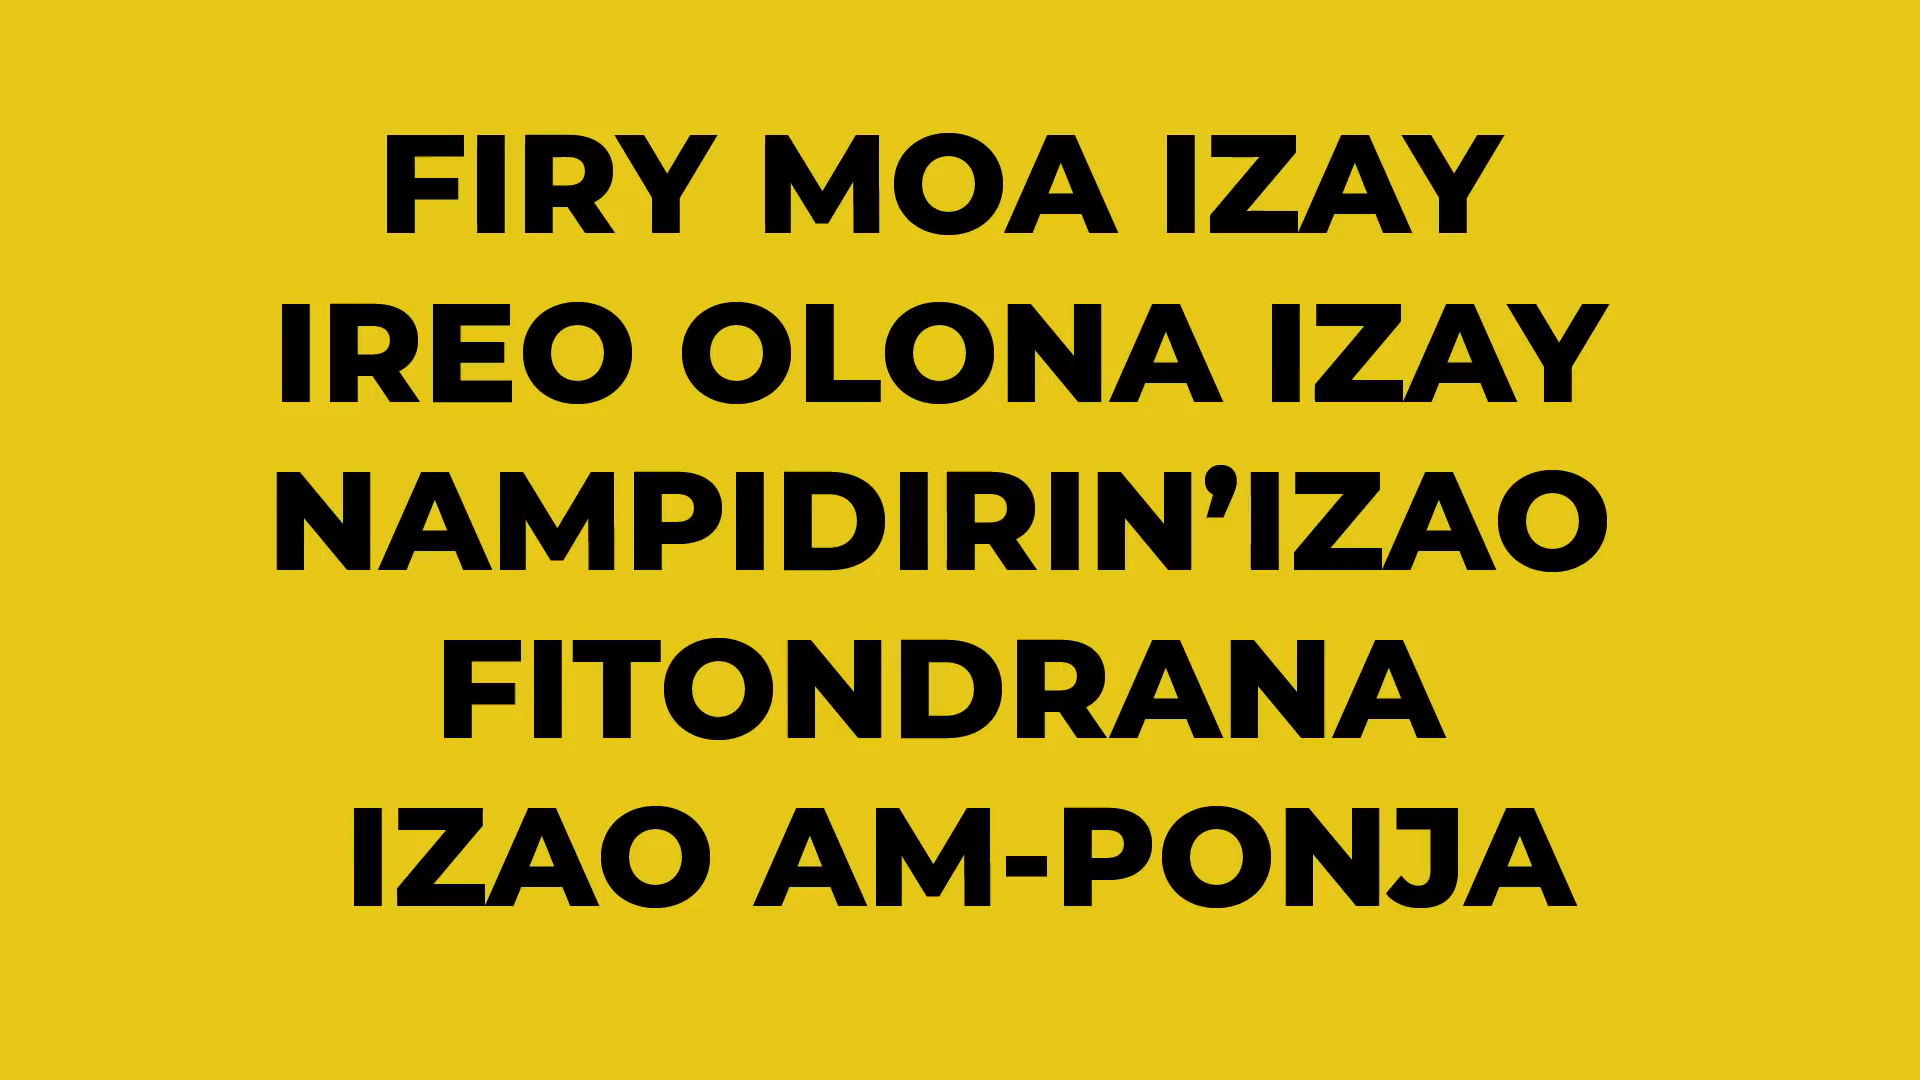 FIRY MOA IZAY
IREO OLONA IZAY
NAMPIDIRIN’IZAO
FITONDRANA
IZAO AM-PONJA